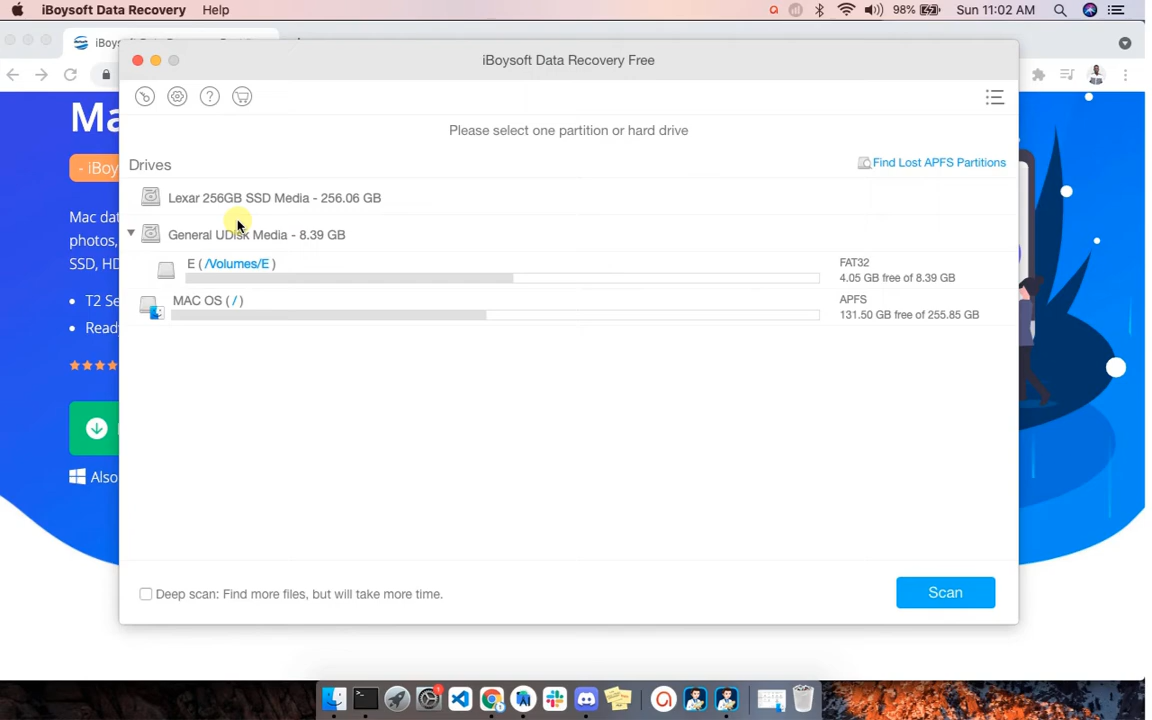 iBoysoft Data Recovery Help 98% Sun 11:02 AM
iBoys
iBoysoft Data Recovery Free
Please select one partition or hard drive
Drives
Find Lost APFS Partitions
Lexar 256GB SSD Media - 256.06 GB
General UDisk Media - 8.39 GB
E ( /Volumes/E )
FAT32
4.05 GB free of 8.39 GB
MAC OS ( / )
APFS
131.50 GB free of 255.85 GB
Deep scan: Find more files, but will take more time.
Scan
Ma
- iBoy
Mac dat
photos,
SSD, HD
• T2 Se
• Ready
Also
1